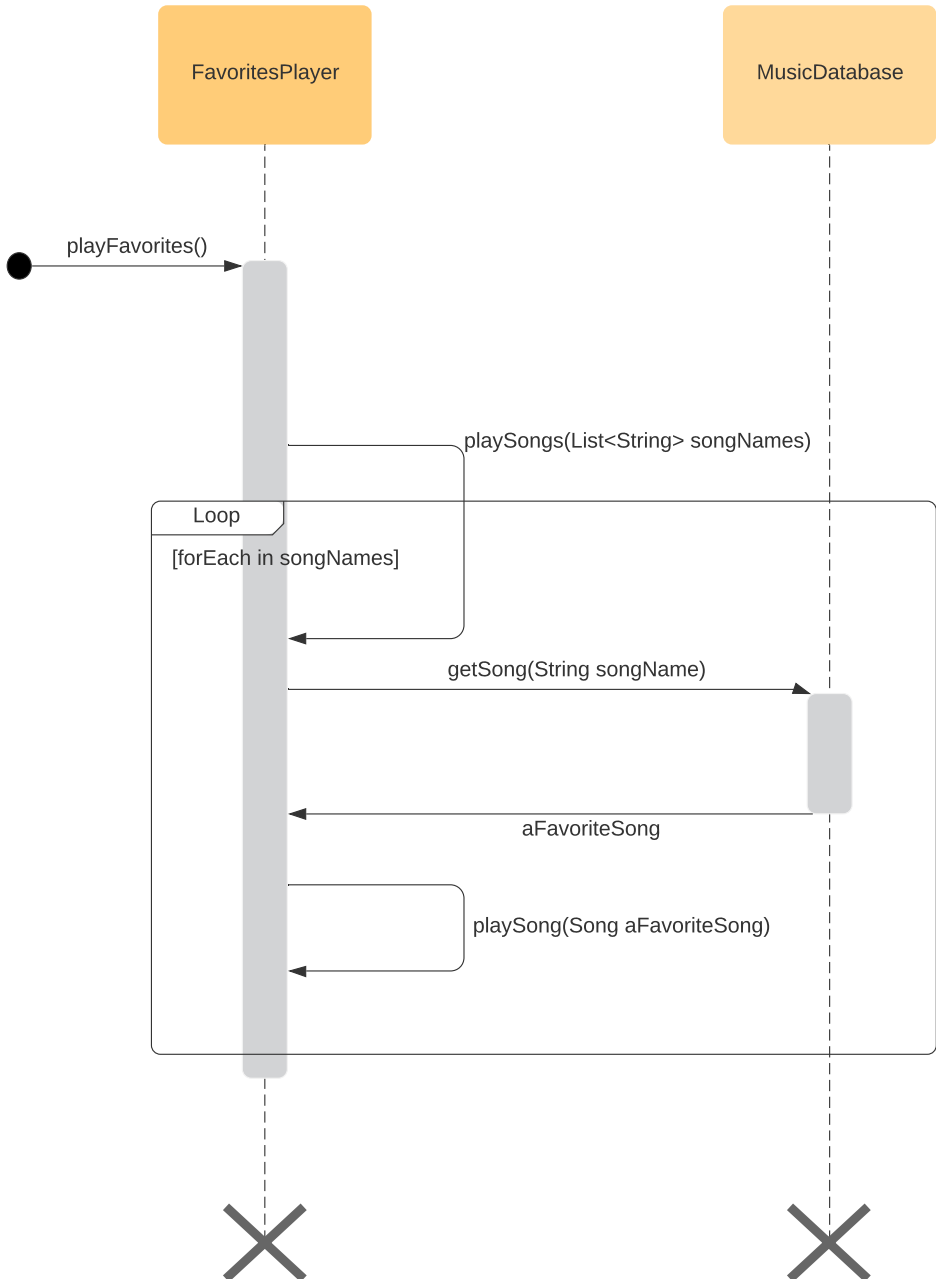 FavoritesPlayer
MusicDatabase
playFavorites()
playSongs(List<String> songNames)
Loop
[forEach in songNames]
getSong(String songName)
aFavoriteSong
playSong(Song aFavoriteSong)